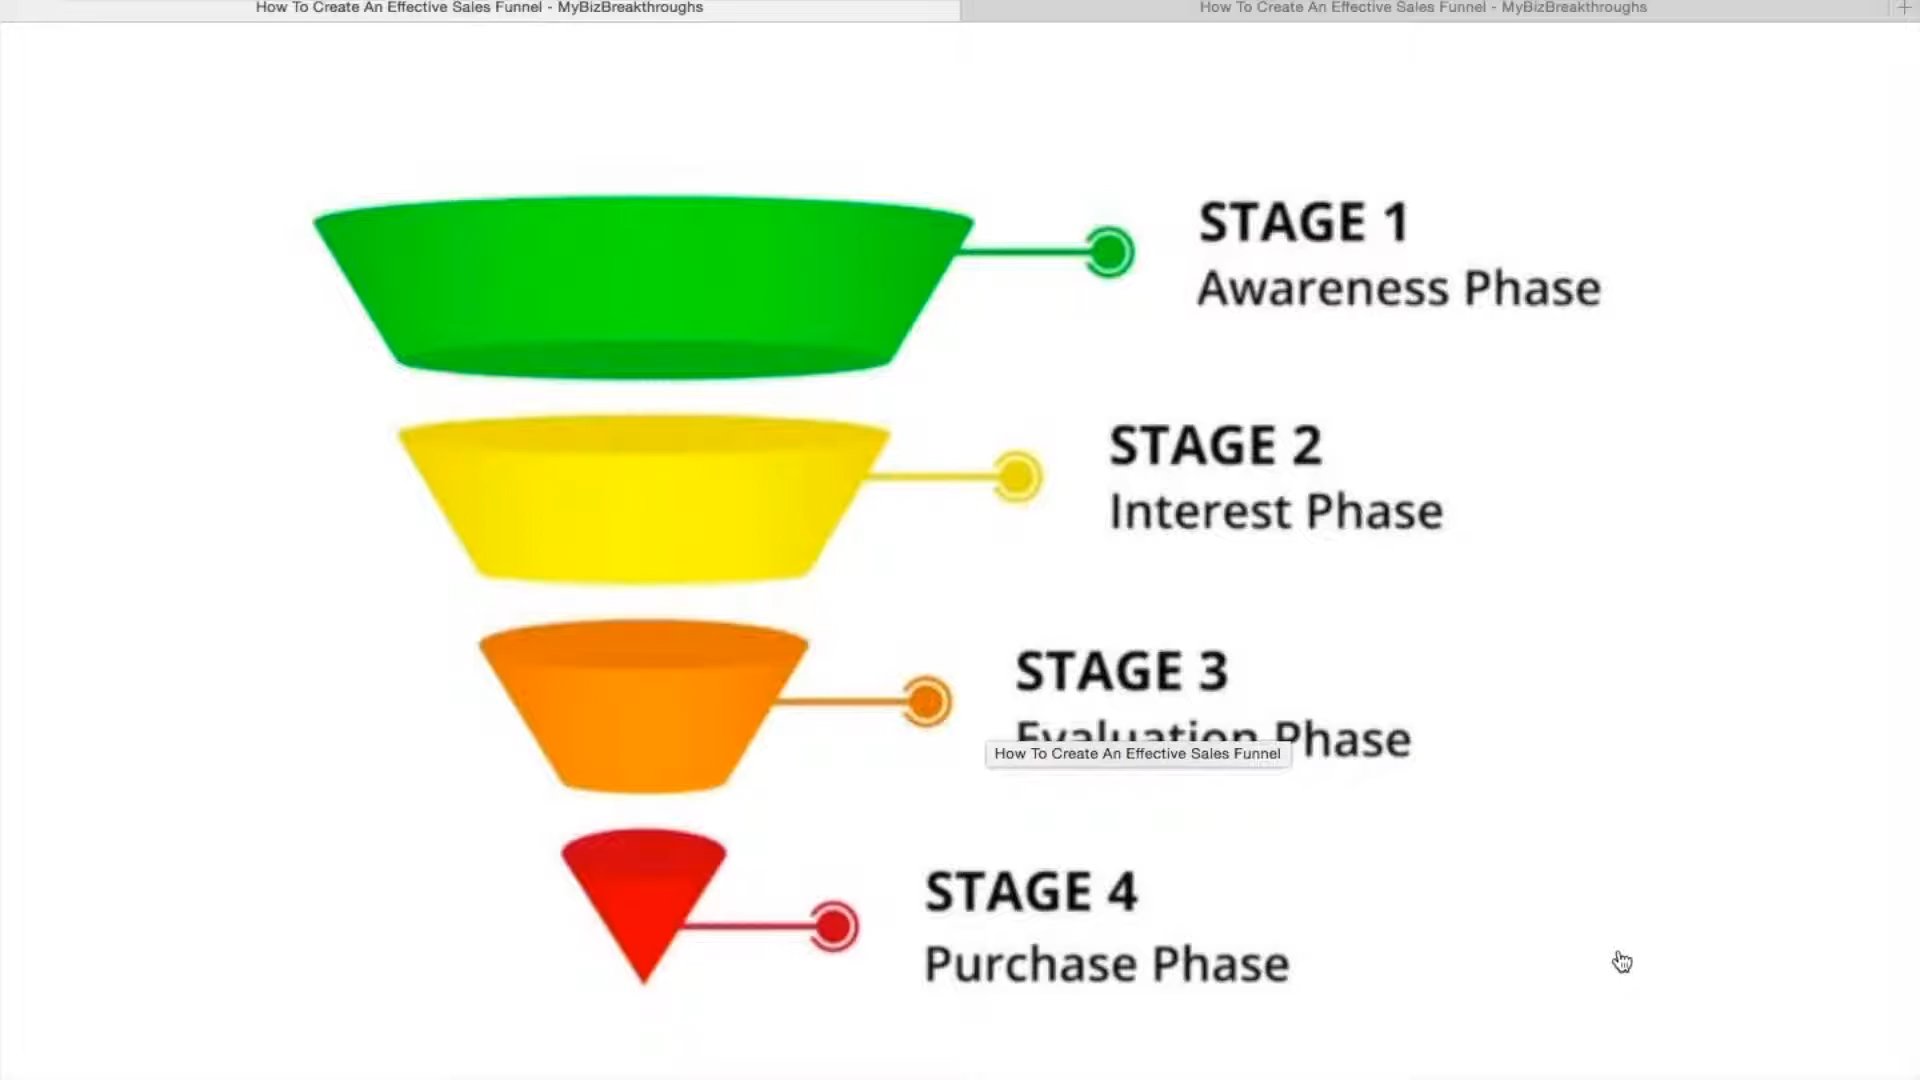 How To Create An Effective Sales Funnel - MyBizBreakthroughs
How To Create An Effective Sales Funnel - MyBizBreakthroughs
STAGE 1
Awareness Phase
STAGE 2
Interest Phase
STAGE 3
Evaluation Phase
How To Create An Effective Sales Funnel
STAGE 4
Purchase Phase